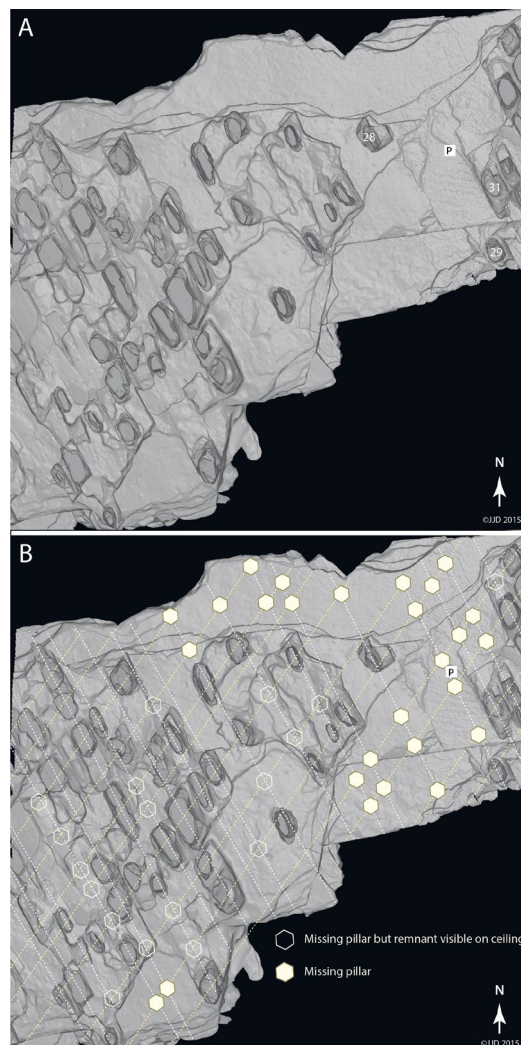 A
28
P
31
29
N
©JJD 2015
B
P
Missing pillar but remnant visible on ceiling
Missing pillar
N
©JJD 2015